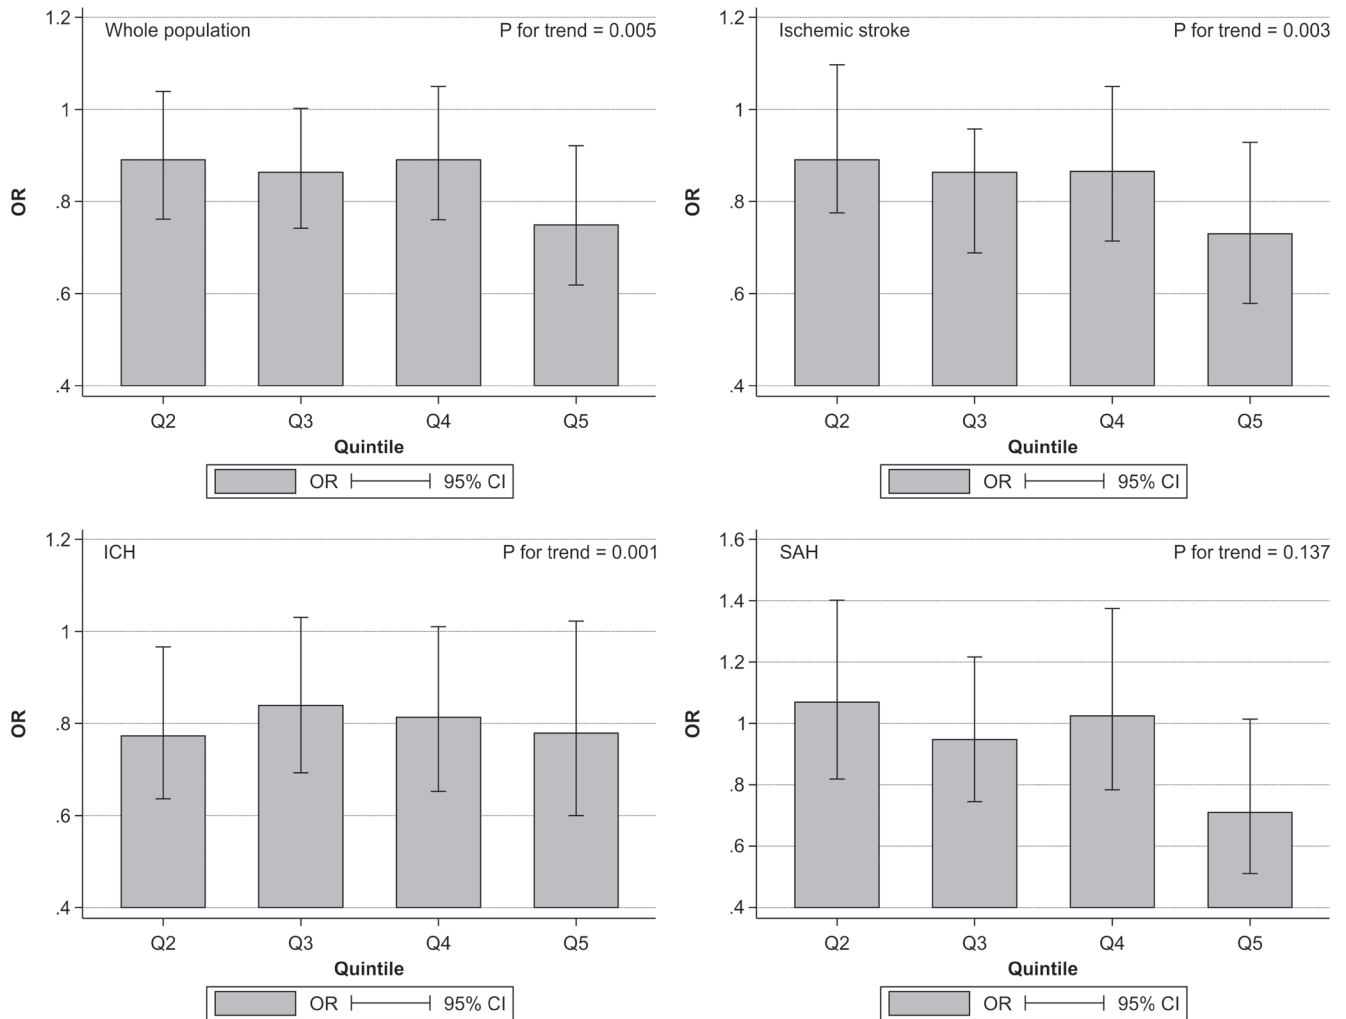 Whole population P for trend = 0.005
1.2
1
.8
.6
.4
OR
Q2 Q3 Q4 Q5
Quintile
OR 95% CI
Ischemic stroke P for trend = 0.003
1.2
1
.8
.6
.4
OR
Q2 Q3 Q4 Q5
Quintile
OR 95% CI
ICH P for trend = 0.001
1.2
1
.8
.6
.4
OR
Q2 Q3 Q4 Q5
Quintile
OR 95% CI
SAH P for trend = 0.137
1.6
1.4
1.2
1
.8
.6
.4
OR
Q2 Q3 Q4 Q5
Quintile
OR 95% CI